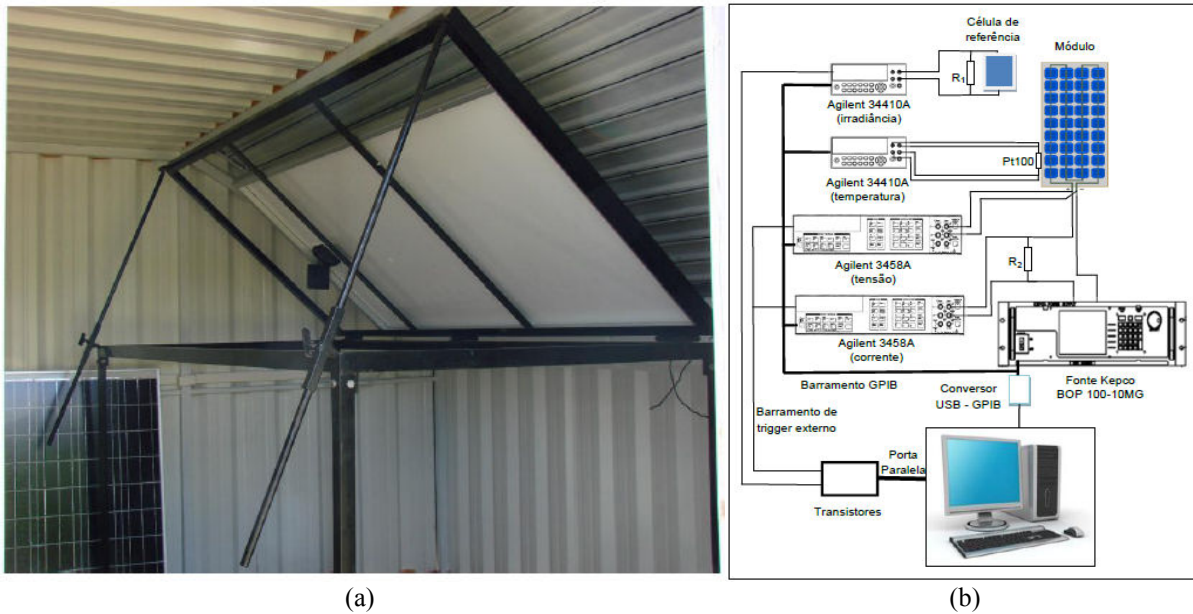 Célula de
referência
Módulo
R1
Agilent 34410A
(irradiância)
Pt100
Agilent 34410A
(temperatura)
Agilent 3458A
(tensão)
R2
Agilent 3458A
(corrente)
Barramento GPIB
Conversor
USB - GPIB
Fonte Kepco
BOP 100-10MG
Barramento de
trigger externo
Porta
Paralela
Transistores
(a)
(b)